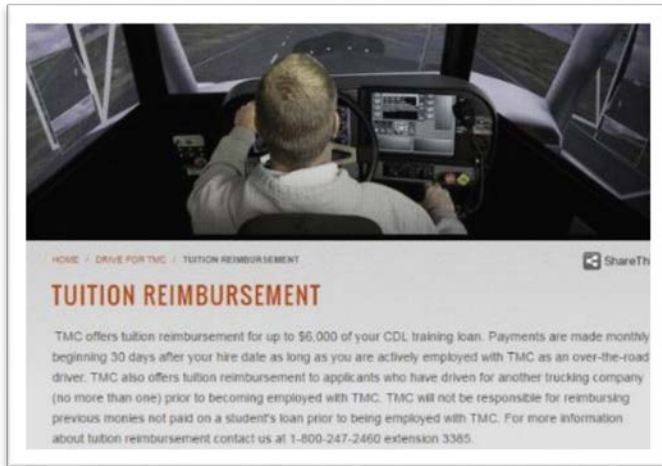 HOME / DRIVE FOR TMC / TUITION REIMBURSEMENT
ShareTh
TUITION REIMBURSEMENT
TMC offers tuition reimbursement for up to $6,000 of your CDL training loan. Payments are made monthly
beginning 30 days after your hire date as long as you are actively employed with TMC as an over-the-road
driver. TMC also offers tuition reimbursement to applicants who have driven for another trucking company
(no more than one) prior to becoming employed with TMC. TMC will not be responsible for reimbursing
previous monies not paid on a student's loan prior to being employed with TMC. For more information
about tuition reimbursement contact us at 1-800-247-2460 extension 3385.